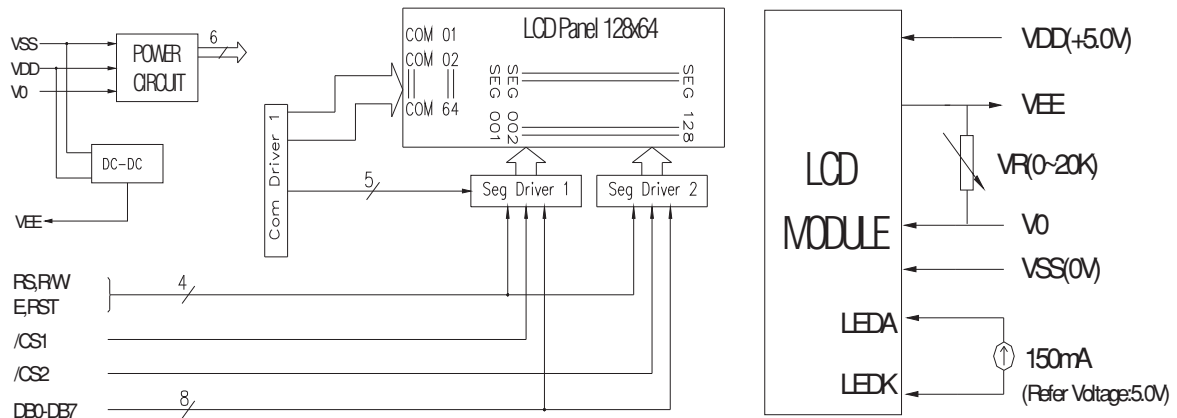 VSS
VDD
V0
POWER
CIRCUIT
6
DC-DC
VEE
Com Driver 1
LCD Panel 128x64
COM 01
COM 02
COM 64
SEG 001
SEG 002
SEG 128
5
Seg Driver 1
Seg Driver 2
RS,R/W
E,RST
4
/CS1
/CS2
DB0-DB7
8
LCD
MODULE
LEDA
LEDK
VDD(+5.0V)
VEE
VR(0~20K)
V0
VSS(0V)
150mA
(Refer Voltage:5.0V)